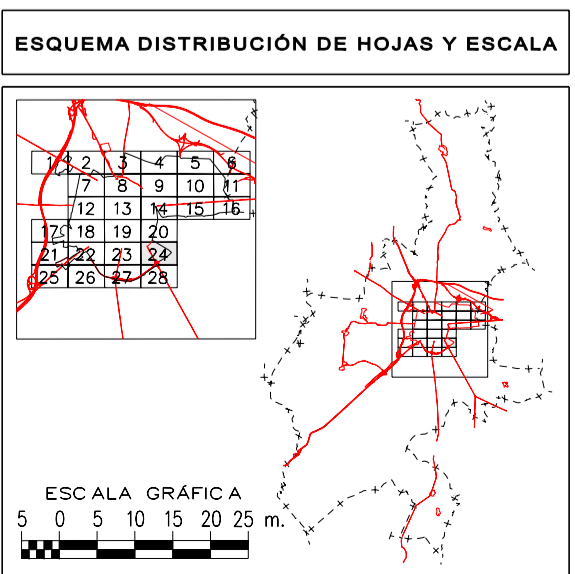 ESQUEMA DISTRIBUCIÓN DE HOJAS Y ESCALA
1 2 3 4 5 6
7 8 9 10 11
12 13 14 15 16
17 18 19 20
21 22 23 24
25 26 27 28
ESCALA GRÁFICA
5 0 5 10 15 20 25 m.